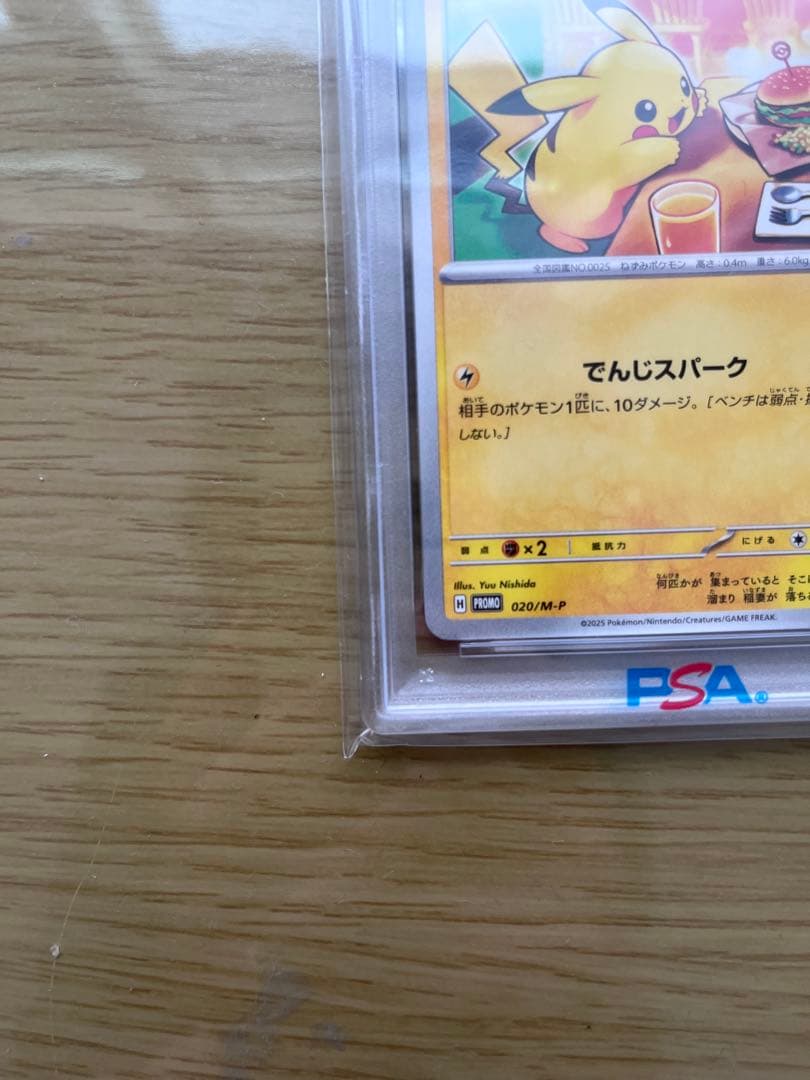 全国図鑑NO.0025 ねずみポケモン 高さ:0.4m 重さ:6.0kg
でんじスパーク
相手のポケモン1匹に、10ダメージ。［ベンチは弱点・
しない。］
弱点 ×2 抵抗力 にげる
Illus. Yuu Nishida
何匹かが 集まっていると そこに
溜まり 稲妻が 落ち
H PROMO 020/M-P
©2025 Pokémon/Nintendo/Creatures/GAME FREAK.
PSA